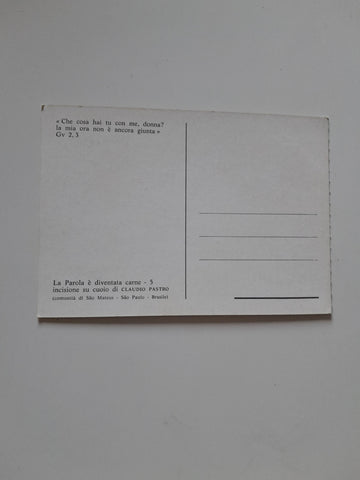 « Che cosa hai tu con me, donna?
la mia ora non è ancora giunta »
Gv 2, 3
La Parola è diventata carne - 5
incisione su cuoio di CLAUDIO PASTRO
(comunità di São Mateus - São Paulo - Brasile)